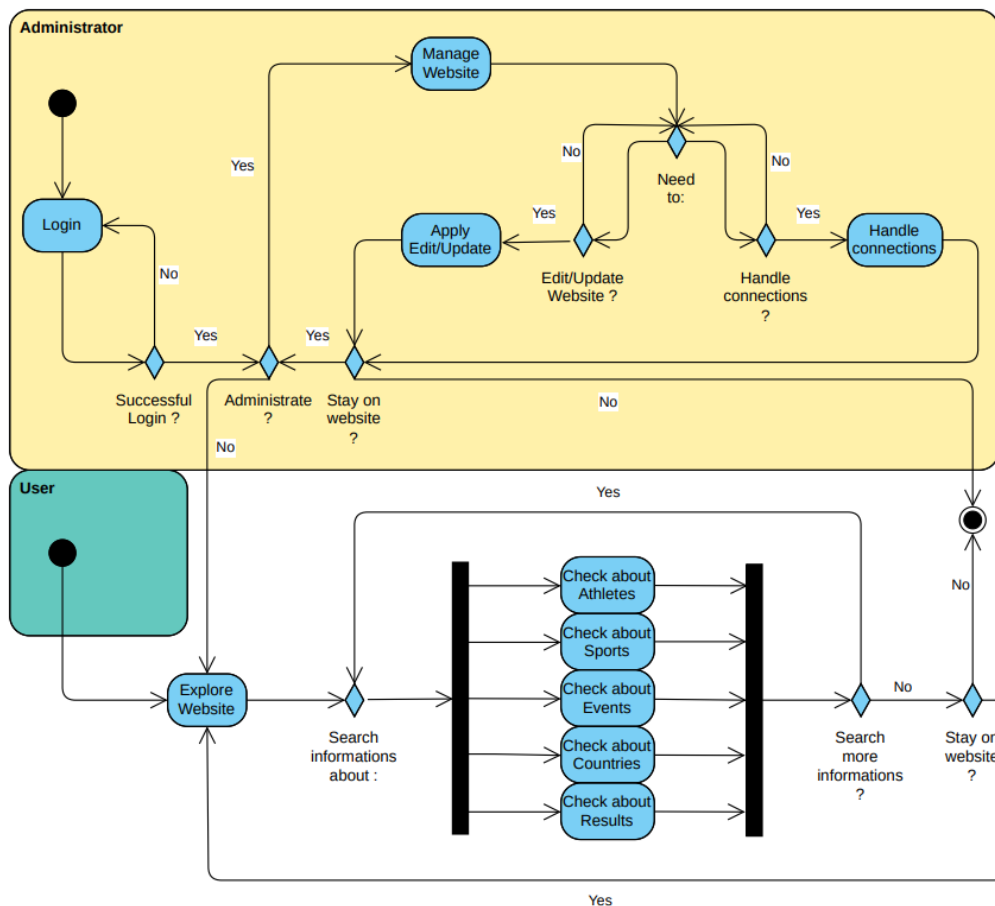 Administrator
Manage
Website
No
Need
to:
No
Yes
Login
Apply
Edit/Update
Yes
Yes
Handle
connections
No
Edit/Update
Website ?
Handle
connections
?
Yes
Yes
Successful
Login ?
Administrate
?
Stay on
website
?
No
No
User
Yes
Check about
Athletes
No
Check about
Sports
Explore
Website
Check about
Events
No
Search
informations
about :
Check about
Countries
Search
more
informations
?
Stay on
website
?
Check about
Results
Yes